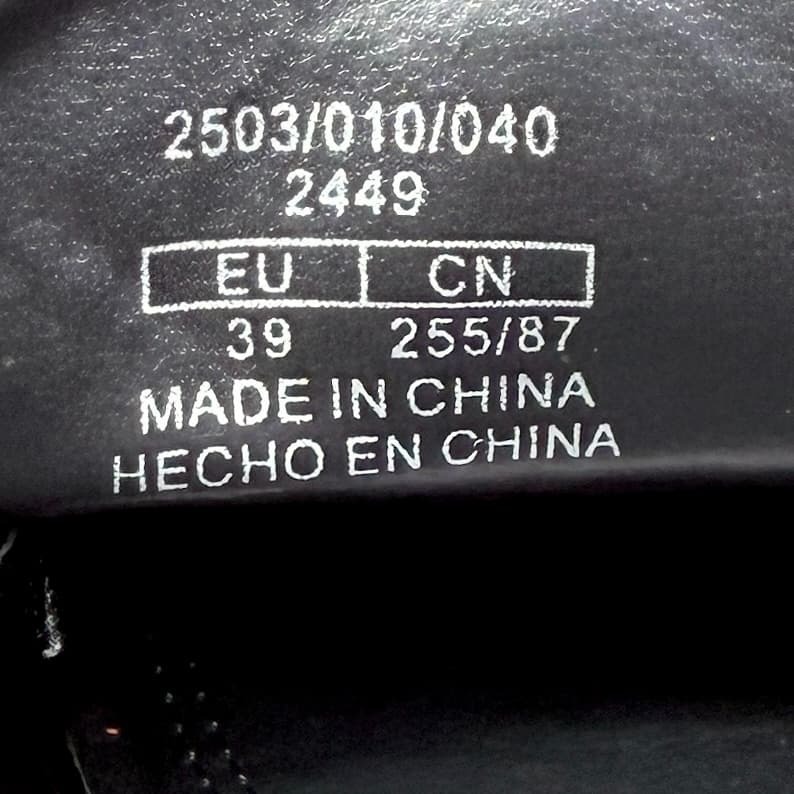 2503/010/040
2449
EU CN
39 255/87
MADE IN CHINA
HECHO EN CHINA